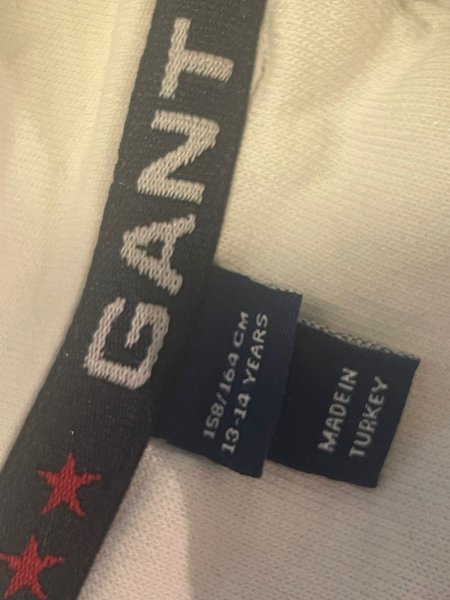 GANT
158/164 CM
13-14 YEARS
MADE IN
TURKEY